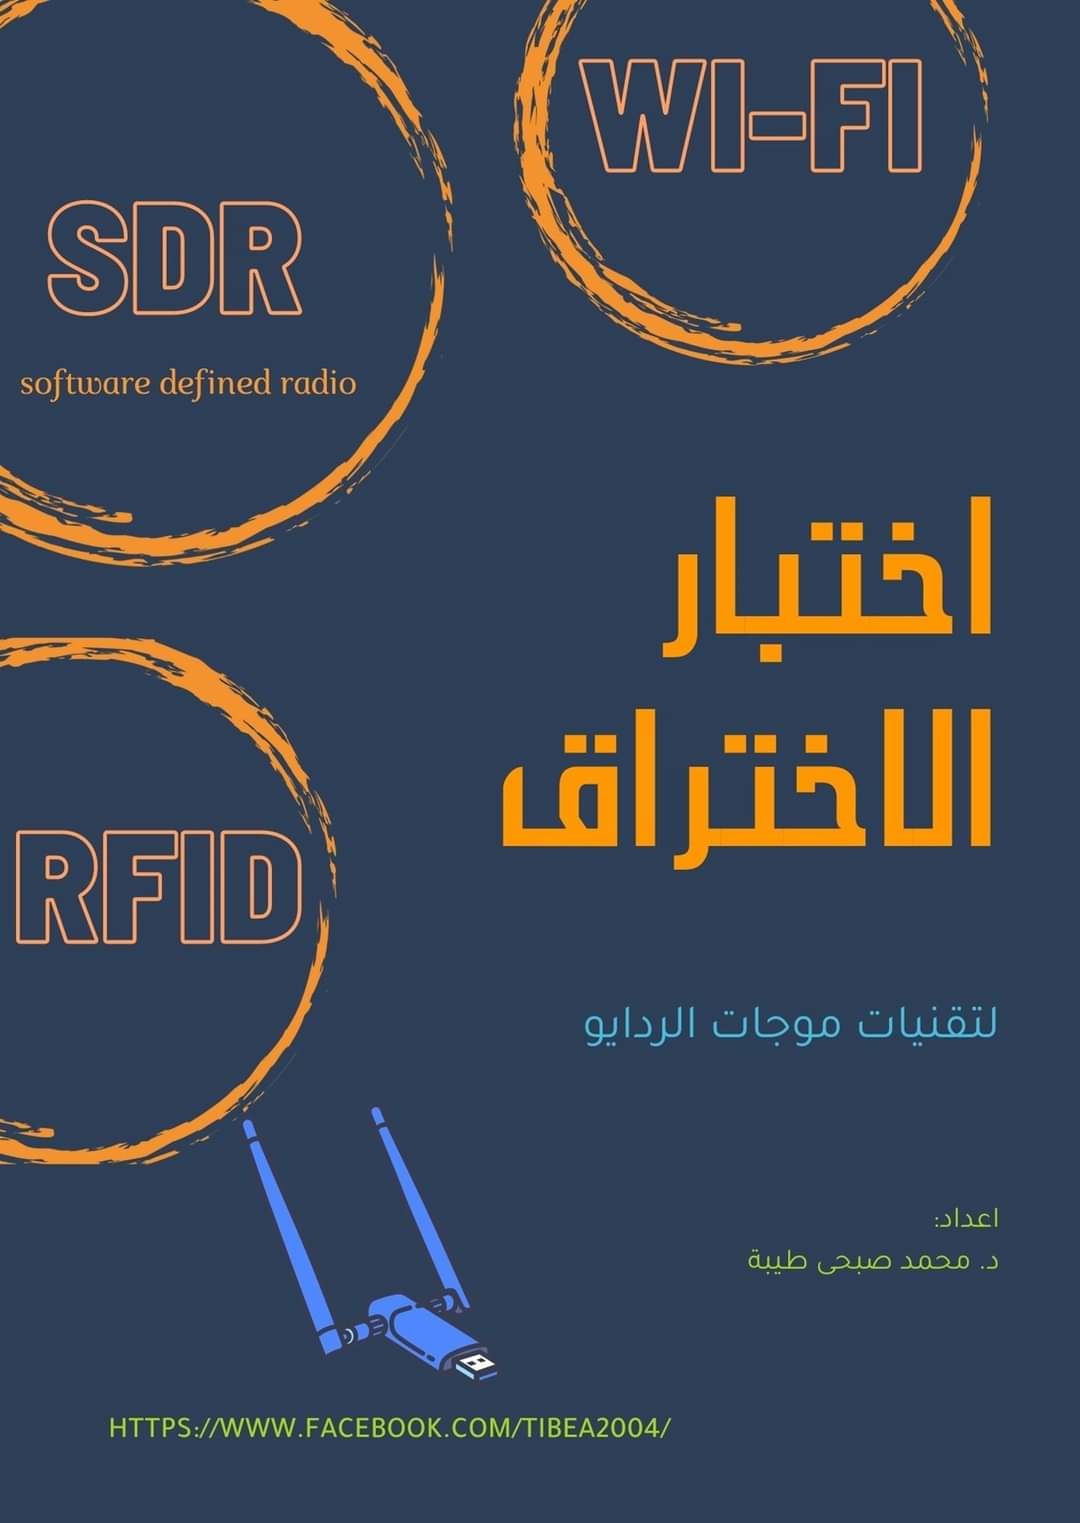 WI-FI
SDR
software defined radio
اختبار
الاختراق
RFID
لتقنيات موجات الردايو
اعداد:
د. محمد صبحى طيبة
HTTPS://WWW.FACEBOOK.COM/TIBEA2004/